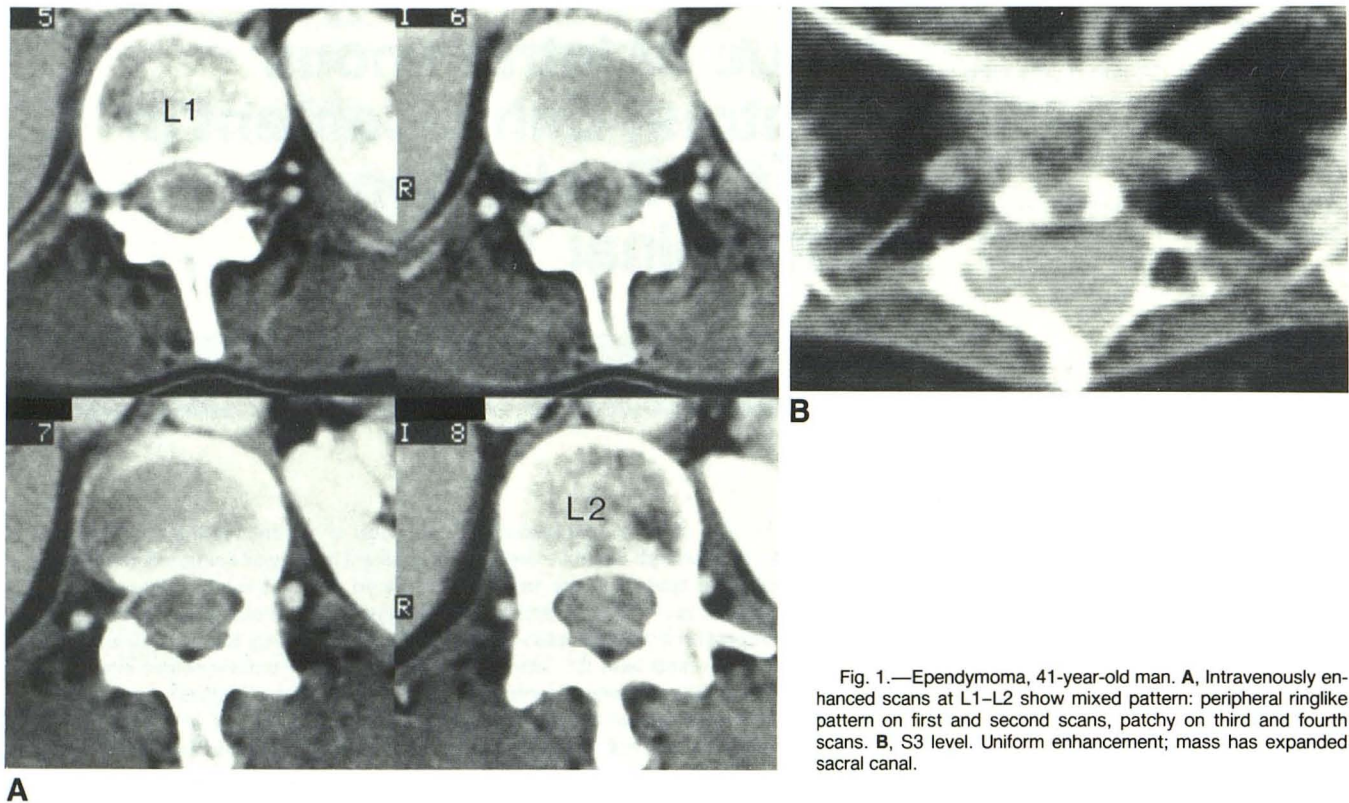 5
I 6
L1
R
7
I 8
L2
R
A
B
Fig. 1.—Ependymoma, 41-year-old man. A, Intravenously en-
hanced scans at L1–L2 show mixed pattern: peripheral ringlike
pattern on first and second scans, patchy on third and fourth
scans. B, S3 level. Uniform enhancement; mass has expanded
sacral canal.